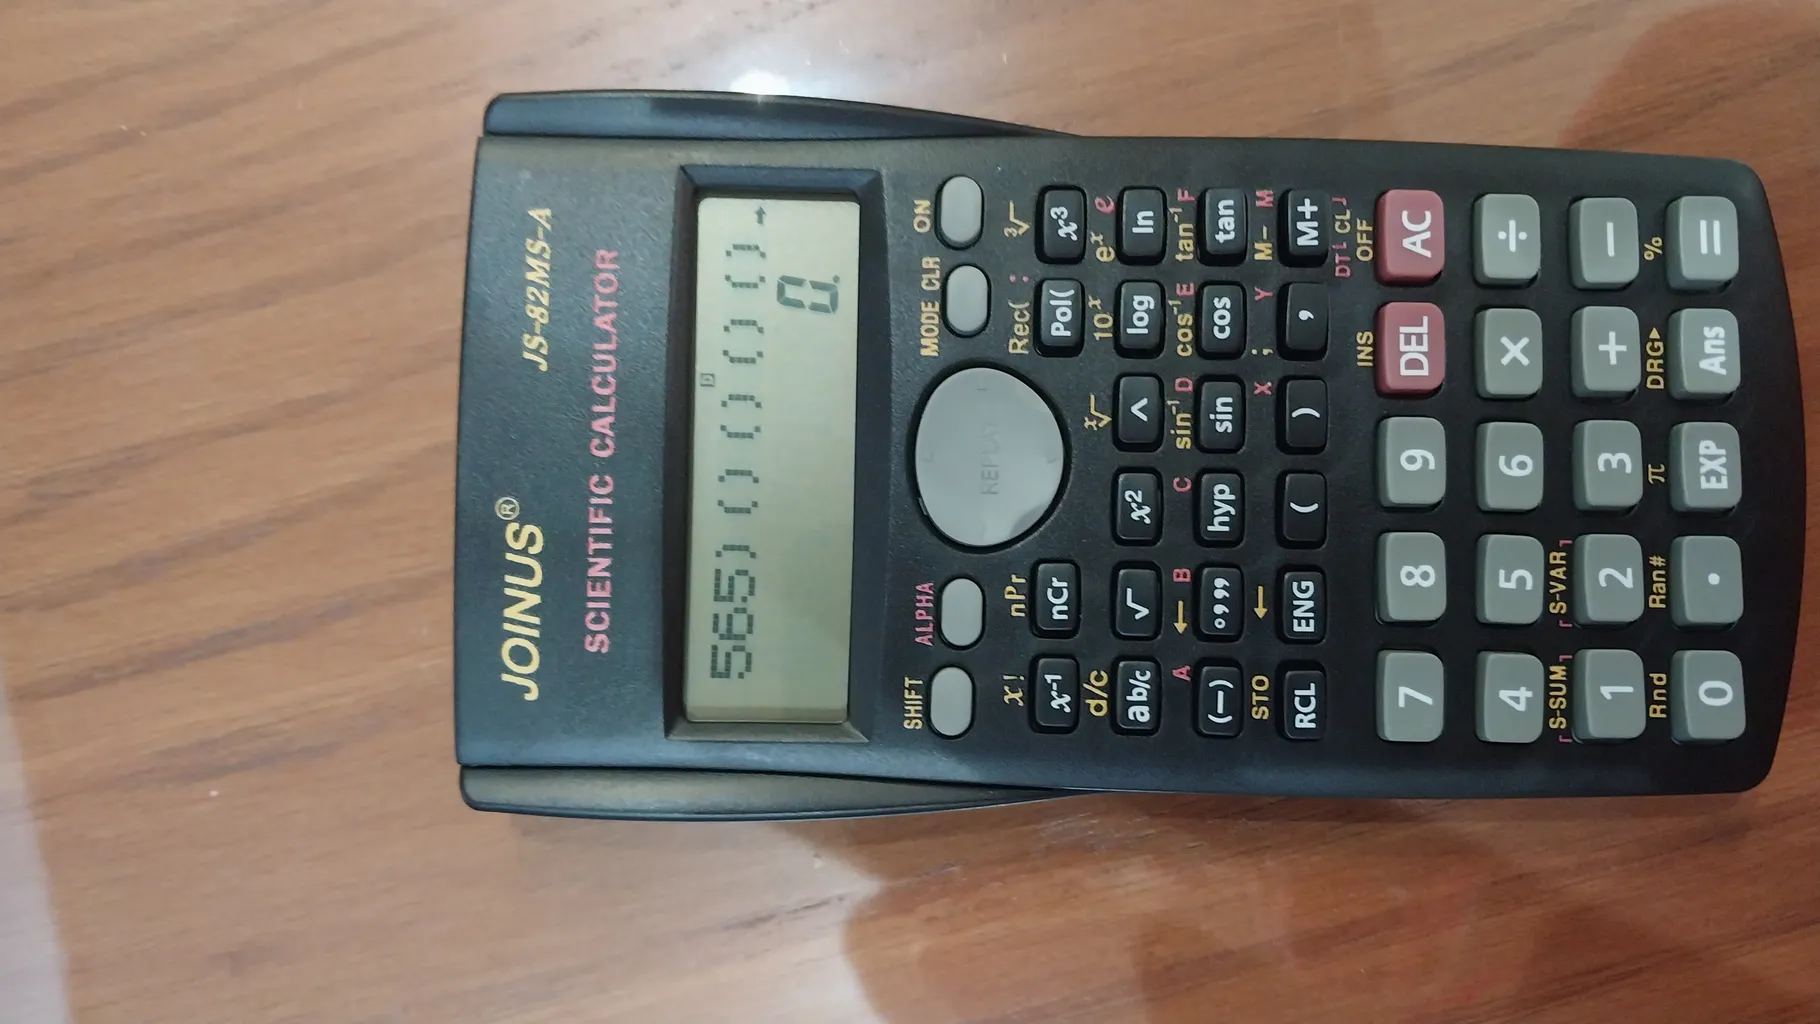 JOINUS® JS-82MS-A
SCIENTIFIC CALCULATOR
D
565)()()()()→
0.
SHIFT ALPHA MODE CLR ON
REPLAY
x! nPr Rect( : ³√
x⁻¹ nCr Pol( x³
d/c ˣ√ 10ˣ eˣ e
ab/c √ x² ^ log ln
A ← B C sin⁻¹ D cos⁻¹ E tan⁻¹ F
(−) °,,, hyp sin cos tan
STO ← X ; Y M− M
RCL ENG ( ) , M+
DT CL
INS OFF
7 8 9 DEL AC
4 5 6 × ÷
S-SUM S-VAR
1 2 3 + −
Rnd Ran# π DRG▸ %
0 . EXP Ans =